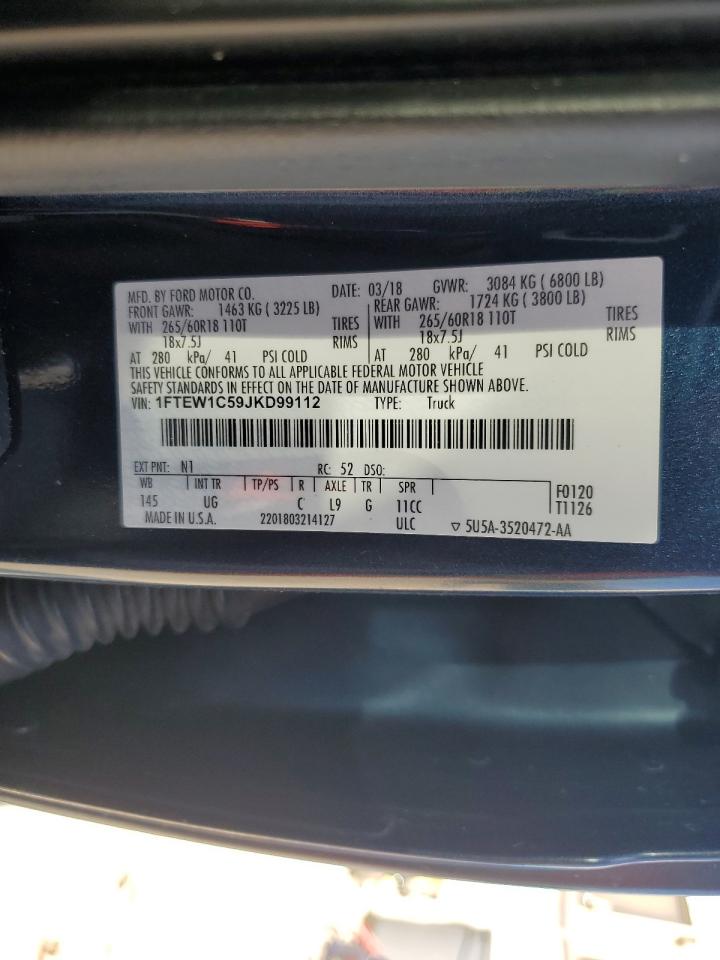 MFD. BY FORD MOTOR CO. DATE: 03/18 GVWR: 3084 KG ( 6800 LB)
FRONT GAWR: 1463 KG ( 3225 LB) REAR GAWR: 1724 KG ( 3800 LB)
WITH 265/60R18 110T TIRES WITH 265/60R18 110T TIRES
18x7.5J RIMS 18x7.5J RIMS
AT 280 kPa/ 41 PSI COLD AT 280 kPa/ 41 PSI COLD
THIS VEHICLE CONFORMS TO ALL APPLICABLE FEDERAL MOTOR VEHICLE
SAFETY STANDARDS IN EFFECT ON THE DATE OF MANUFACTURE SHOWN ABOVE.
VIN: 1FTEW1C59JKD99112 TYPE: Truck
EXT PNT: N1 RC: 52 DSO:
WB INT TR TP/PS R AXLE TR SPR F0120
145 UG C L9 G 11CC T1126
MADE IN U.S.A. 2201803214127 ULC ▽ 5U5A-3520472-AA